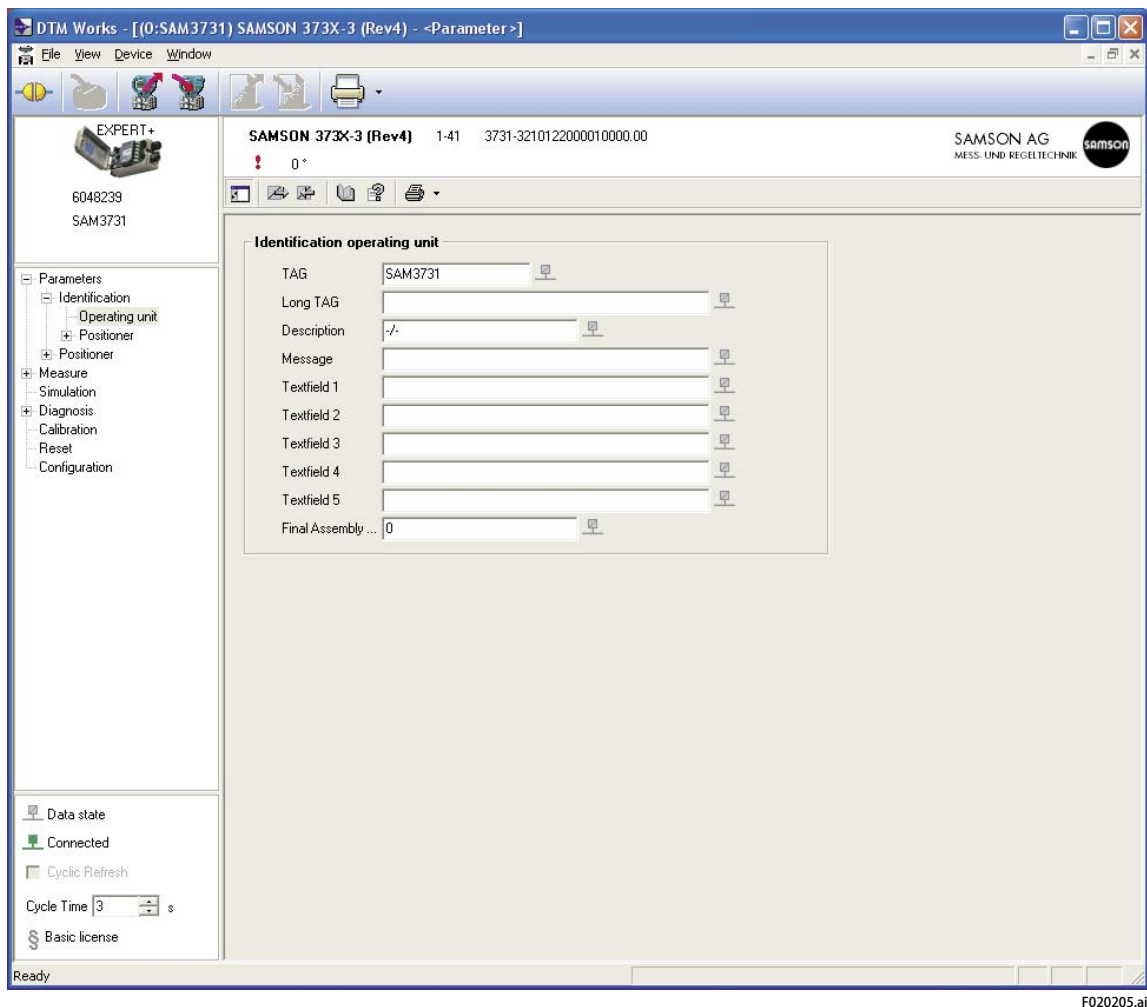 DTM Works - [(0:SAM3731) SAMSON 373X-3 (Rev4) - <Parameter>]
File View Device Window
EXPERT+
6048239
SAM3731
SAMSON 373X-3 (Rev4) 1-41 3731-3210122000010000.00
! 0°
SAMSON AG
MESS- UND REGELTECHNIK
samson
Parameters
Identification
Operating unit
Positioner
Positioner
Measure
Simulation
Diagnosis
Calibration
Reset
Configuration
Identification operating unit
TAG SAM3731
Long TAG
Description -/-
Message
Textfield 1
Textfield 2
Textfield 3
Textfield 4
Textfield 5
Final Assembly ... 0
Data state
Connected
Cyclic Refresh
Cycle Time 3 s
§ Basic license
Ready
F020205.ai